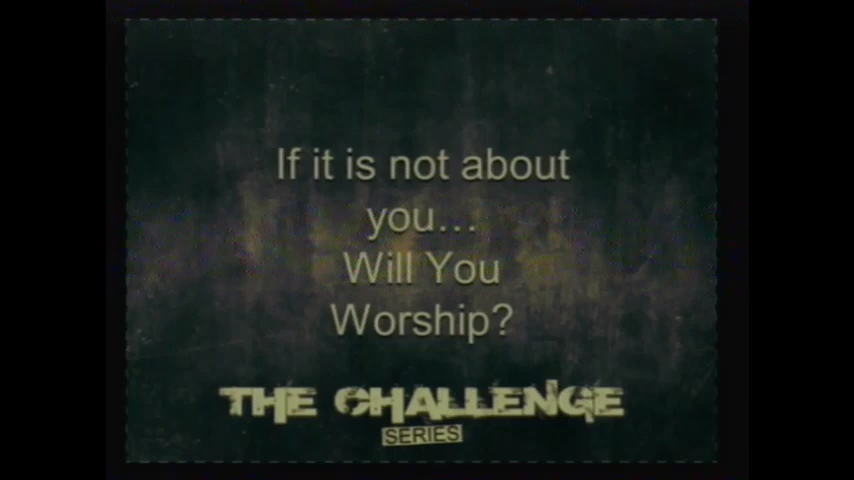 If it is not about
you...
Will You
Worship?
THE CHALLENGE
SERIES